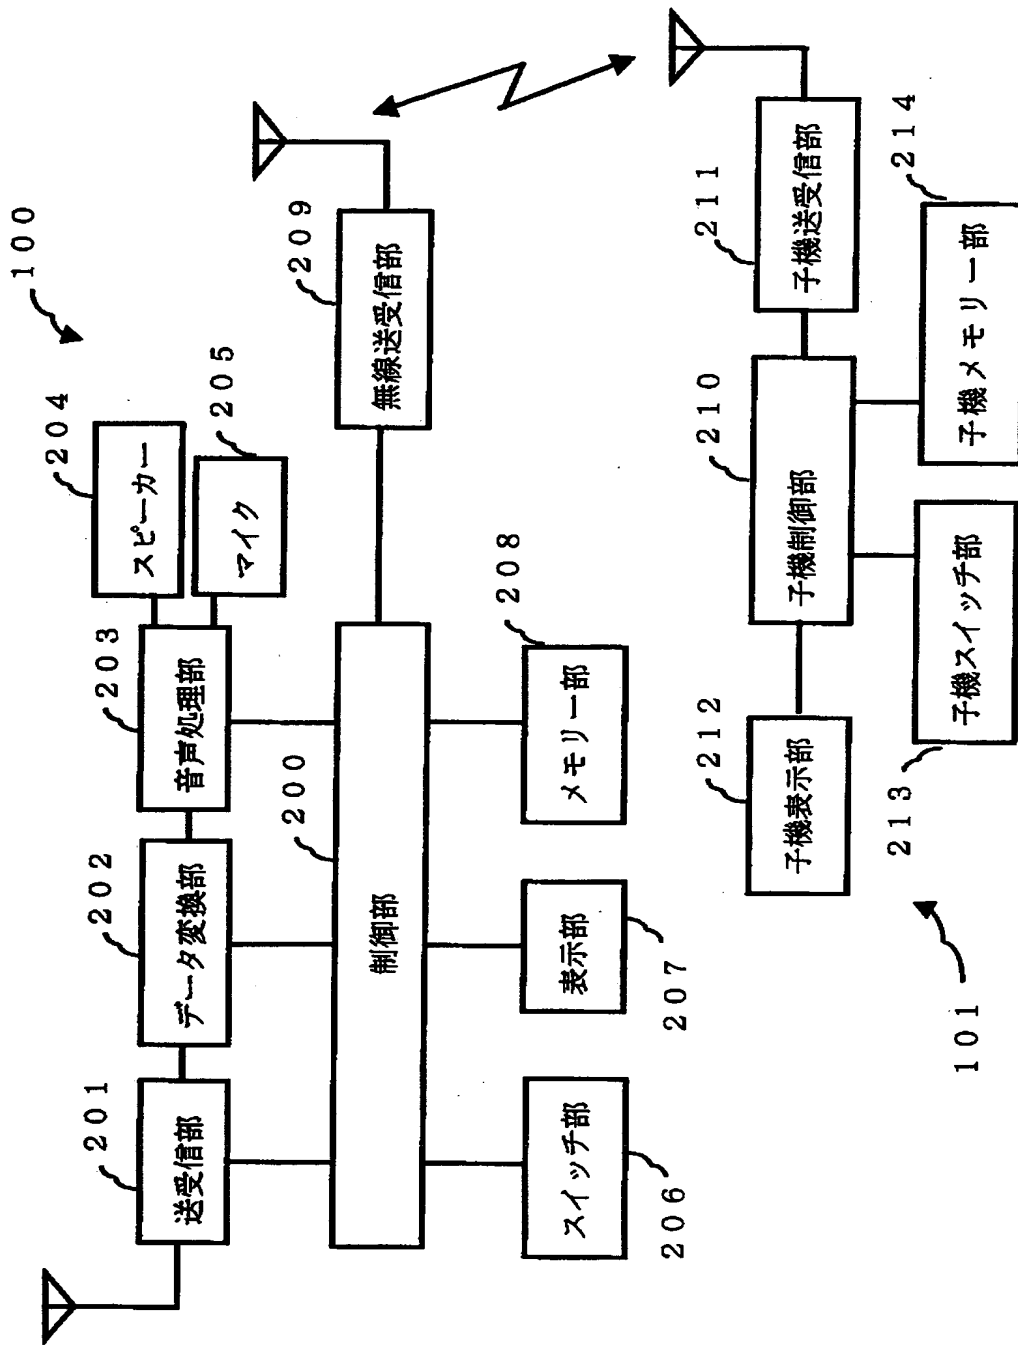 100
204
スピーカー
205
マイク
203
音声処理部
202
データ変換部
201
送受信部
209
無線送受信部
200
制御部
208
メモリー部
207
表示部
206
スイッチ部
211
子機送受信部
210
子機制御部
214
子機メモリー部
213
子機スイッチ部
212
子機表示部
101